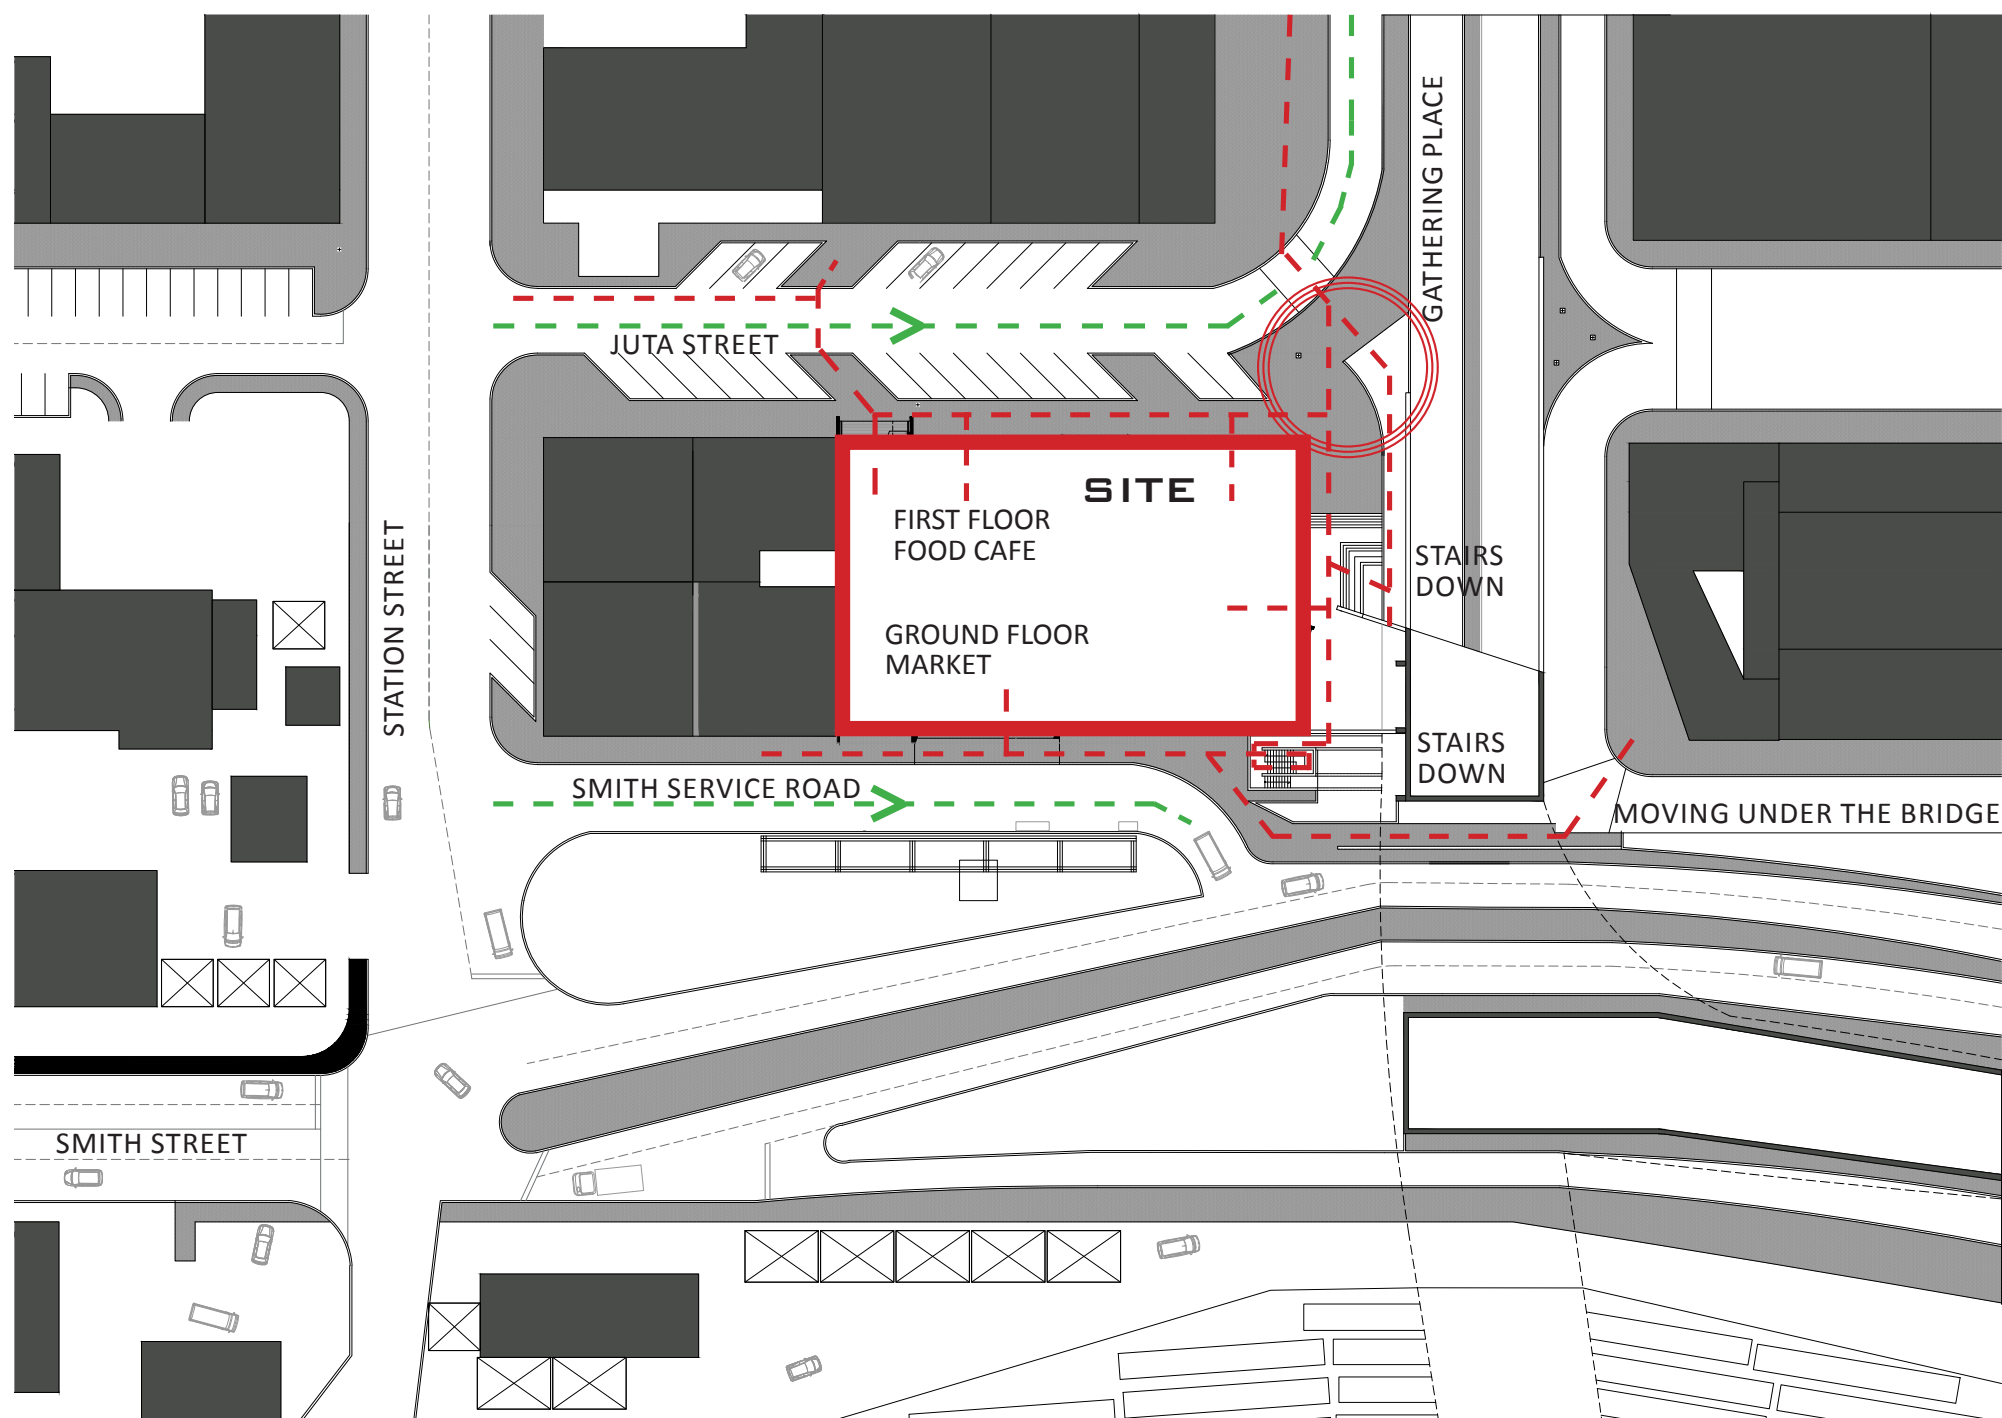 GATHERING PLACE
JUTA STREET
SITE
FIRST FLOOR
FOOD CAFE
STATION STREET
STAIRS
DOWN
GROUND FLOOR
MARKET
STAIRS
DOWN
SMITH SERVICE ROAD
MOVING UNDER THE BRIDGE
SMITH STREET